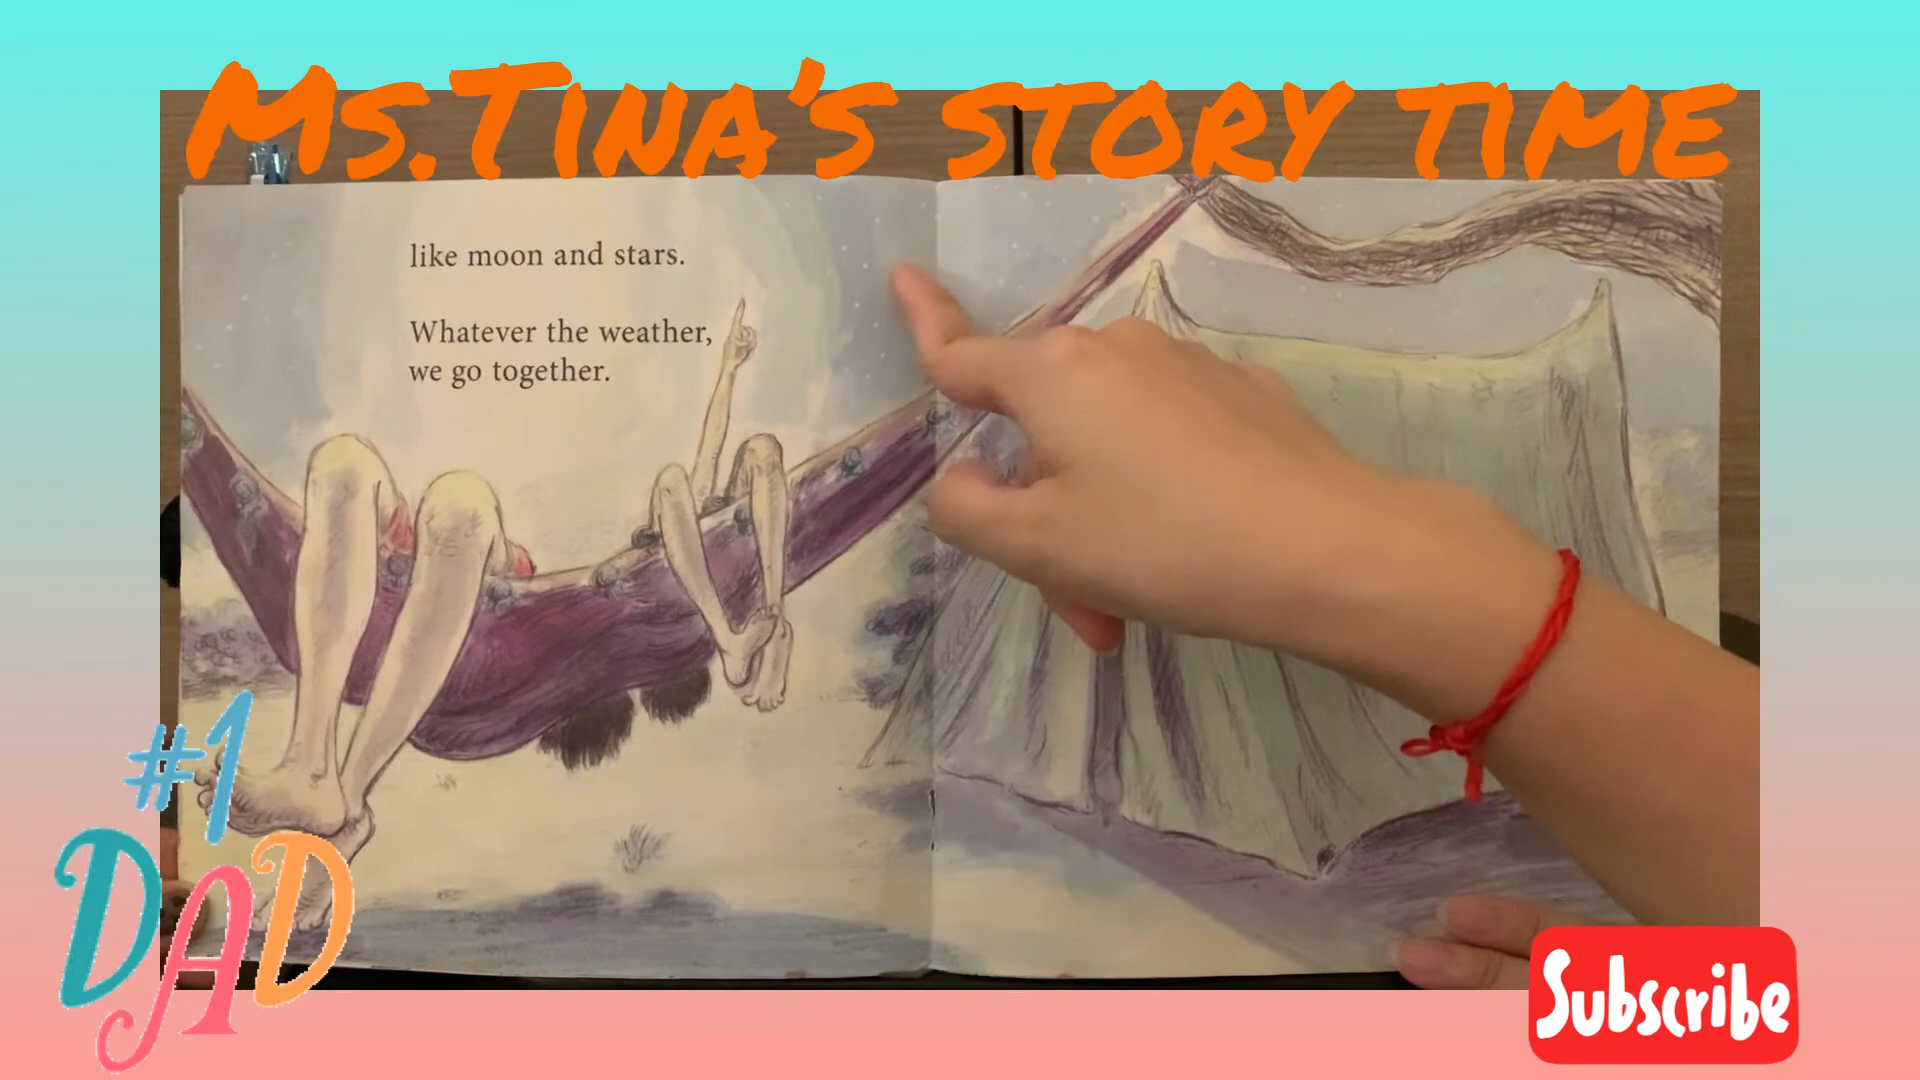 Ms.Tina's story time
like moon and stars.
Whatever the weather,
we go together.
#1
DAD
Subscribe